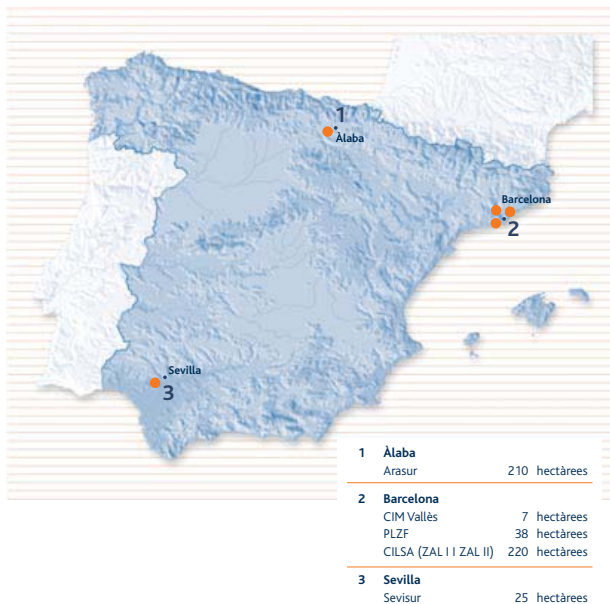 1
Àlaba
Barcelona
2
Sevilla
3
1 Àlaba
Arasur 210 hectàrees
2 Barcelona
CIM Vallès 7 hectàrees
PLZF 38 hectàrees
CILSA (ZAL I I ZAL II) 220 hectàrees
3 Sevilla
Sevisur 25 hectàrees